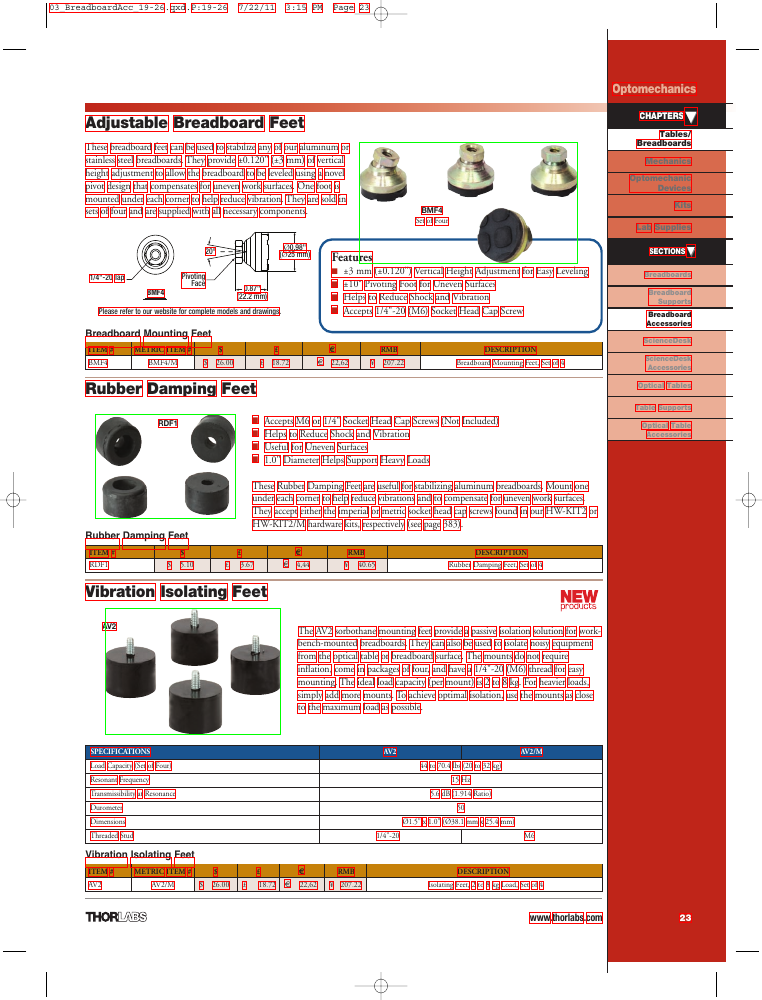 03 BreadboardAcc 19-26.qxd.P:19-26 7/22/11 3:15 PM Page 23
Optomechanics
CHAPTERS
Tables/
Breadboards
Mechanics
Optomechanic
Devices
Kits
Lab Supplies
SECTIONS
Breadboards
Breadboard
Supports
Breadboard
Accessories
ScienceDesk
ScienceDesk
Accessories
Optical Tables
Table Supports
Optical Table
Accessories
Adjustable Breadboard Feet
These breadboard feet can be used to stabilize any of our aluminum or
stainless steel breadboards. They provide ±0.120" (±3 mm) of vertical
height adjustment to allow the breadboard to be leveled using a novel
pivot design that compensates for uneven work surfaces. One foot is
mounted under each corner to help reduce vibration. They are sold in
sets of four and are supplied with all necessary components.
BMF4
Set of Four
20°
1/4"-20 Tap
Pivoting
Face
BMF4
0.87"
(22.2 mm)
(25 mm)
Please refer to our website for complete models and drawings.
Features
±3 mm (±0.120") Vertical Height Adjustment for Easy Leveling
±10° Pivoting Foot for Uneven Surfaces
Helps to Reduce Shock and Vibration
Accepts 1/4"-20 (M6) Socket Head Cap Screw
Breadboard Mounting Feet
ITEM # METRIC ITEM # $ £ € RMB DESCRIPTION
BMF4 BMF4/M $ 26.00 £ 18.72 € 22,62 ¥ 207.22 Breadboard Mounting Feet, Set of 4
Rubber Damping Feet
RDF1
Accepts M6 or 1/4" Socket Head Cap Screws (Not Included)
Helps to Reduce Shock and Vibration
Useful for Uneven Surfaces
1.0" Diameter Helps Support Heavy Loads
These Rubber Damping Feet are useful for stabilizing aluminum breadboards. Mount one
under each corner to help reduce vibrations and to compensate for uneven work surfaces.
They accept either the imperial or metric socket head cap screws found in our HW-KIT2 or
HW-KIT2/M hardware kits, respectively (see page 383).
Rubber Damping Feet
ITEM # $ £ € RMB DESCRIPTION
RDF1 $ 5.10 £ 3.67 € 4,44 ¥ 40.65 Rubber Damping Feet, Set of 4
Vibration Isolating Feet
NEW
products
AV2
The AV2 sorbothane mounting feet provide a passive isolation solution for work-
bench-mounted breadboards. They can also be used to isolate noisy equipment
from the optical table or breadboard surface. The mounts do not require
inflation, come in packages of four, and have a 1/4"-20 (M6) thread for easy
mounting. The ideal load capacity (per mount) is 2 to 8 kg. For heavier loads,
simply add more mounts. To achieve optimal isolation, use the mounts as close
to the maximum load as possible.
SPECIFICATIONS AV2 AV2/M
Load Capacity (Set of Four) 44 to 70.4 lbs (20 to 32 kg)
Resonant Frequency 15 Hz
Transmissibility at Resonance 5.6 dB (1.914 Ratio)
Durometer 50
Dimensions Ø1.5" x 1.0" (Ø38.1 mm x 25.4 mm)
Threaded Stud 1/4"-20 M6
Vibration Isolating Feet
ITEM # METRIC ITEM # $ £ € RMB DESCRIPTION
AV2 AV2/M $ 26.00 £ 18.72 € 22,62 ¥ 207.22 Isolating Feet, 2 to 8 kg Load, Set of 4
THORLABS
www.thorlabs.com
23